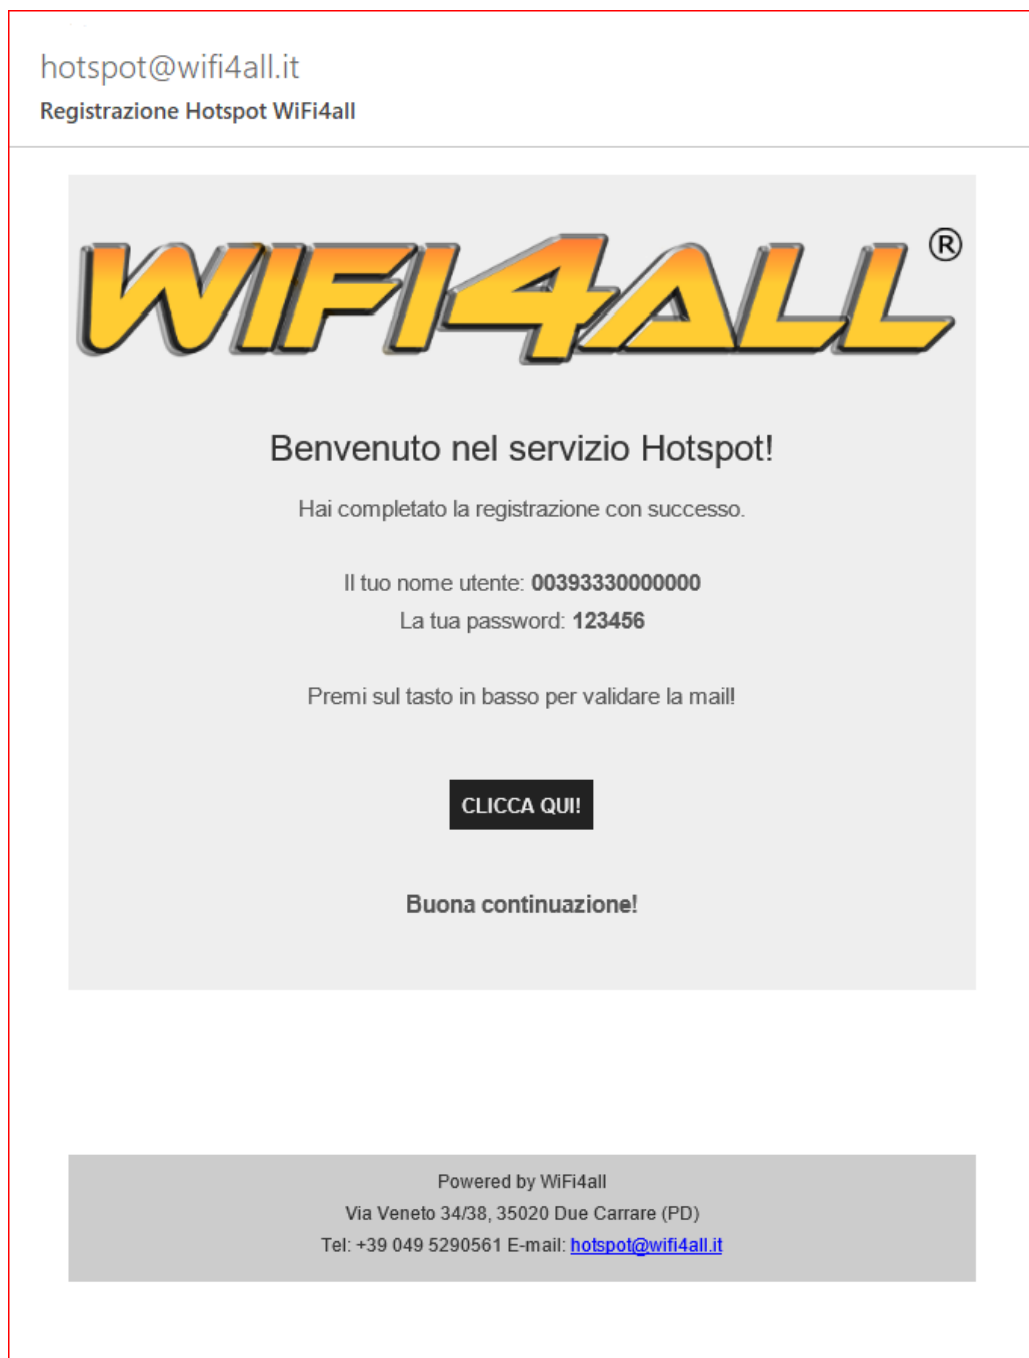 hotspot@wifi4all.it
Registrazione Hotspot WiFi4all
WIFI4ALL®
Benvenuto nel servizio Hotspot!
Hai completato la registrazione con successo.
Il tuo nome utente: 00393330000000
La tua password: 123456
Premi sul tasto in basso per validare la mail!
CLICCA QUI!
Buona continuazione!
Powered by WiFi4all
Via Veneto 34/38, 35020 Due Carrare (PD)
Tel: +39 049 5290561 E-mail: hotspot@wifi4all.it